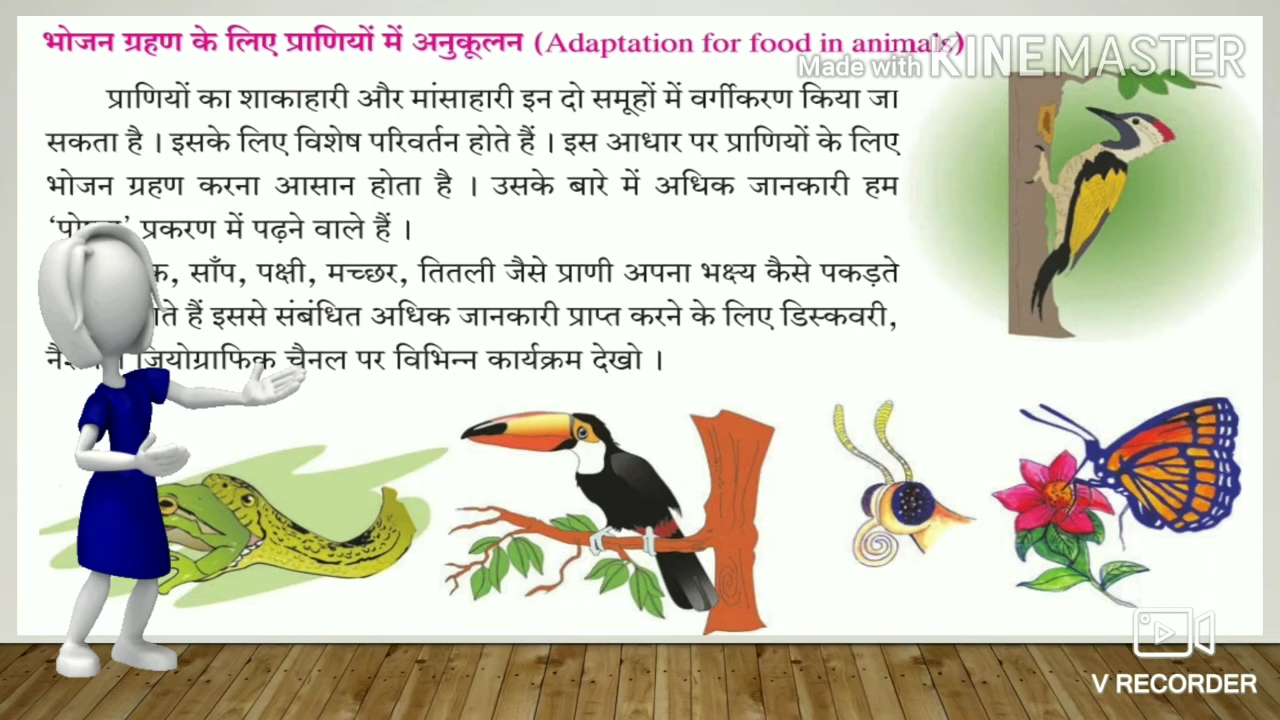 भोजन ग्रहण के लिए प्राणियों में अनुकूलन (Adaptation for food in animals)
Made with KINEMASTER
प्राणियों का शाकाहारी और मांसाहारी इन दो समूहों में वर्गीकरण किया जा
सकता है । इसके लिए विशेष परिवर्तन होते हैं । इस आधार पर प्राणियों के लिए
भोजन ग्रहण करना आसान होता है । उसके बारे में अधिक जानकारी हम
प्रकरण में पढ़ने वाले हैं ।
साँप, पक्षी, मच्छर, तितली जैसे प्राणी अपना भक्ष्य कैसे पकड़ते
हैं इससे संबंधित अधिक जानकारी प्राप्त करने के लिए डिस्कवरी,
जियोग्राफिक चैनल पर विभिन्न कार्यक्रम देखो ।
V RECORDER